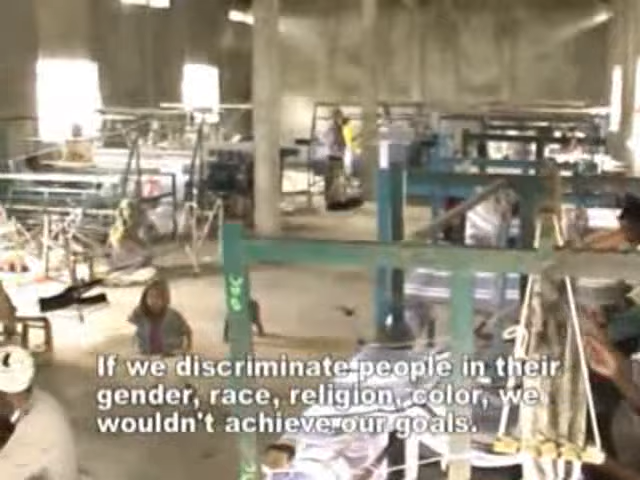 If we discriminate people in their
gender, race, religion, color, we
wouldn't achieve our goals.